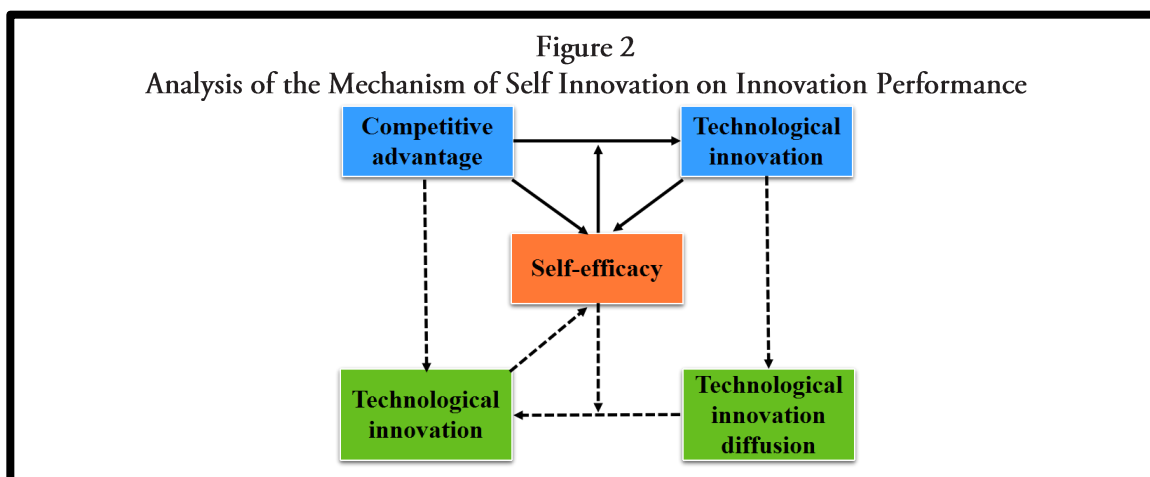 Figure 2
Analysis of the Mechanism of Self Innovation on Innovation Performance
Competitive
advantage
Technological
innovation
Self-efficacy
Technological
innovation
Technological
innovation
diffusion